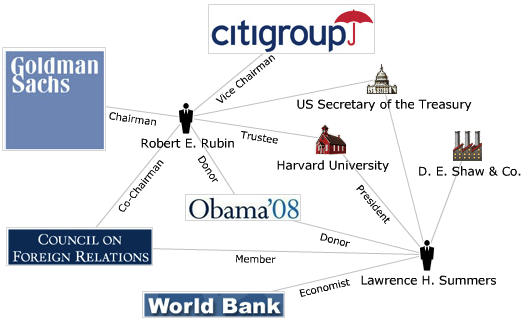 citigroup
Goldman
Sachs
Vice Chairman
US Secretary of the Treasury
Chairman
Robert E. Rubin
Trustee
Harvard University
D. E. Shaw & Co.
Co-Chairman
Donor
Obama'08
President
COUNCIL ON
FOREIGN RELATIONS
Donor
Member
Lawrence H. Summers
Economist
World Bank